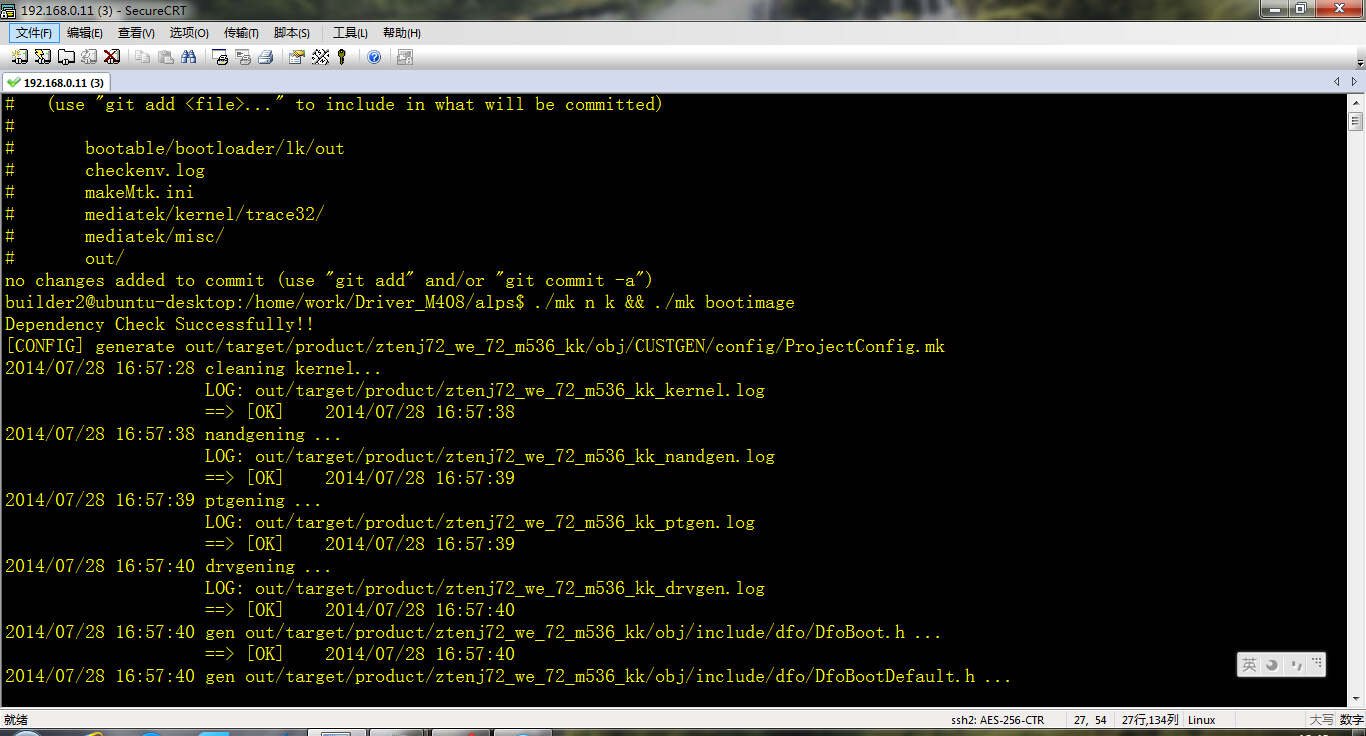 192.168.0.11 (3) - SecureCRT
文件(F) 编辑(E) 查看(V) 选项(O) 传输(T) 脚本(S) 工具(L) 帮助(H)
192.168.0.11 (3)
#   (use "git add <file>..." to include in what will be committed)
#
#       bootable/bootloader/lk/out
#       checkenv.log
#       makeMtk.ini
#       mediatek/kernel/trace32/
#       mediatek/misc/
#       out/
no changes added to commit (use "git add" and/or "git commit -a")
builder2@ubuntu-desktop:/home/work/Driver_M408/alps$ ./mk n k && ./mk bootimage
Dependency Check Successfully!!
[CONFIG] generate out/target/product/ztenj72_we_72_m536_kk/obj/CUSTGEN/config/ProjectConfig.mk
2014/07/28 16:57:28 cleaning kernel...
                    LOG: out/target/product/ztenj72_we_72_m536_kk_kernel.log
                    ==> [OK]    2014/07/28 16:57:38
2014/07/28 16:57:38 nandgening ...
                    LOG: out/target/product/ztenj72_we_72_m536_kk_nandgen.log
                    ==> [OK]    2014/07/28 16:57:39
2014/07/28 16:57:39 ptgening ...
                    LOG: out/target/product/ztenj72_we_72_m536_kk_ptgen.log
                    ==> [OK]    2014/07/28 16:57:39
2014/07/28 16:57:40 drvgening ...
                    LOG: out/target/product/ztenj72_we_72_m536_kk_drvgen.log
                    ==> [OK]    2014/07/28 16:57:40
2014/07/28 16:57:40 gen out/target/product/ztenj72_we_72_m536_kk/obj/include/dfo/DfoBoot.h ...
                    ==> [OK]    2014/07/28 16:57:40
2014/07/28 16:57:40 gen out/target/product/ztenj72_we_72_m536_kk/obj/include/dfo/DfoBootDefault.h ...
英
就绪 ssh2: AES-256-CTR 27, 54 27行,134列 Linux 大写 数字